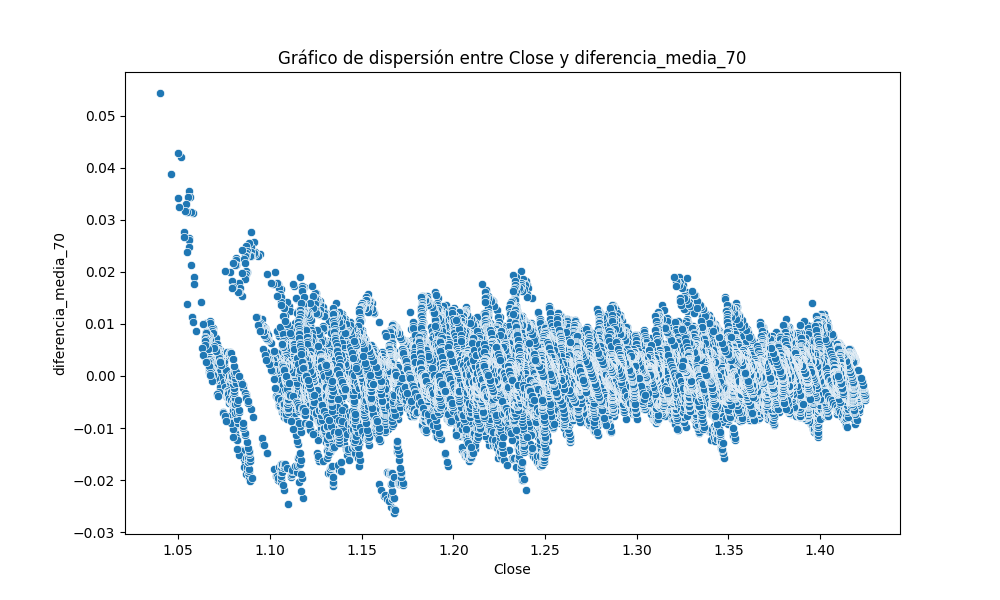 Gráfico de dispersión entre Close y diferencia_media_70
diferencia_media_70
0.05
0.04
0.03
0.02
0.01
0.00
−0.01
−0.02
−0.03
1.05 1.10 1.15 1.20 1.25 1.30 1.35 1.40
Close